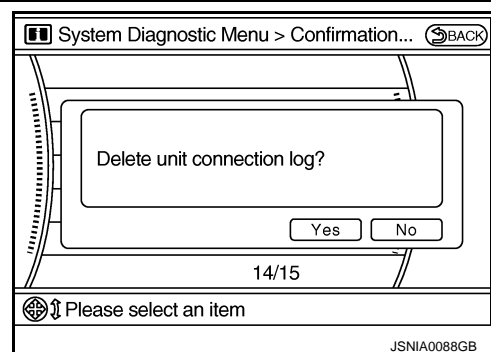 System Diagnostic Menu > Confirmation... BACK
Delete unit connection log?
Yes No
14/15
Please select an item
JSNIA0088GB